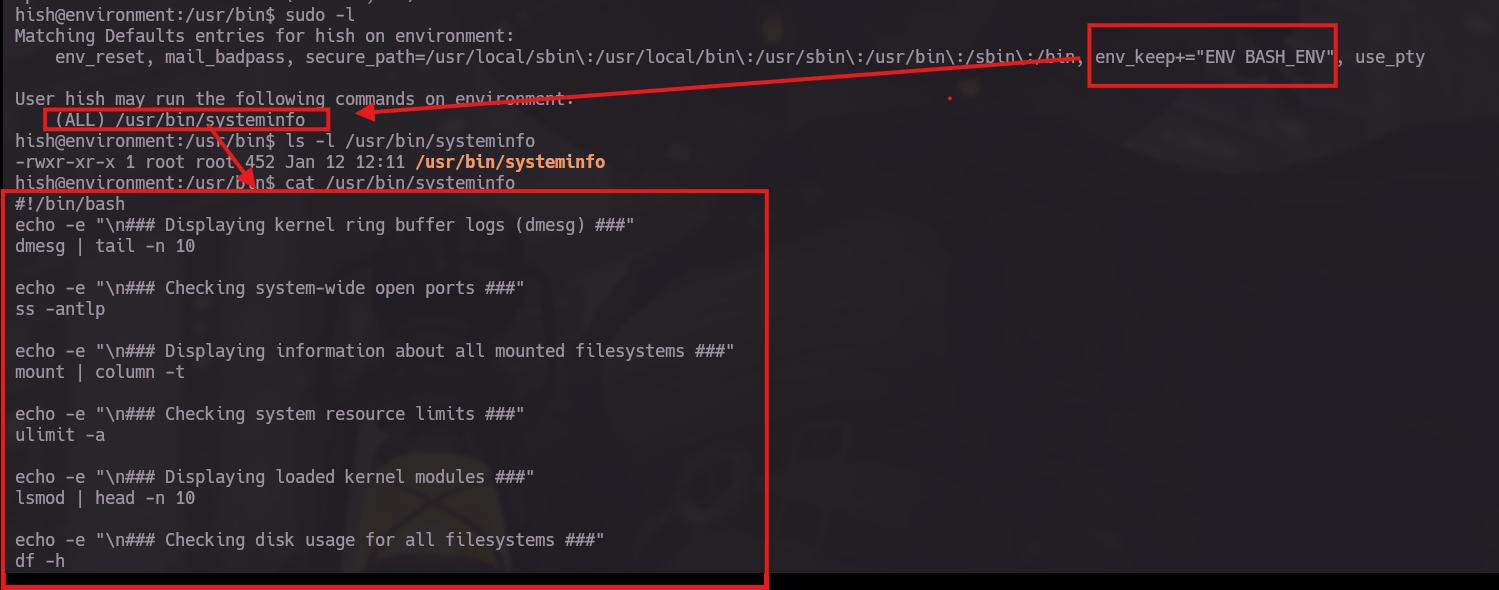 hish@environment:/usr/bin$ sudo -l
Matching Defaults entries for hish on environment:
    env_reset, mail_badpass, secure_path=/usr/local/sbin\:/usr/local/bin\:/usr/sbin\:/usr/bin\:/sbin\:/bin, env_keep+="ENV BASH_ENV", use_pty

User hish may run the following commands on environment:
    (ALL) /usr/bin/systeminfo
hish@environment:/usr/bin$ ls -l /usr/bin/systeminfo
-rwxr-xr-x 1 root root 452 Jan 12 12:11 /usr/bin/systeminfo
hish@environment:/usr/bin$ cat /usr/bin/systeminfo
#!/bin/bash
echo -e "\n### Displaying kernel ring buffer logs (dmesg) ###"
dmesg | tail -n 10

echo -e "\n### Checking system-wide open ports ###"
ss -antlp

echo -e "\n### Displaying information about all mounted filesystems ###"
mount | column -t

echo -e "\n### Checking system resource limits ###"
ulimit -a

echo -e "\n### Displaying loaded kernel modules ###"
lsmod | head -n 10

echo -e "\n### Checking disk usage for all filesystems ###"
df -h